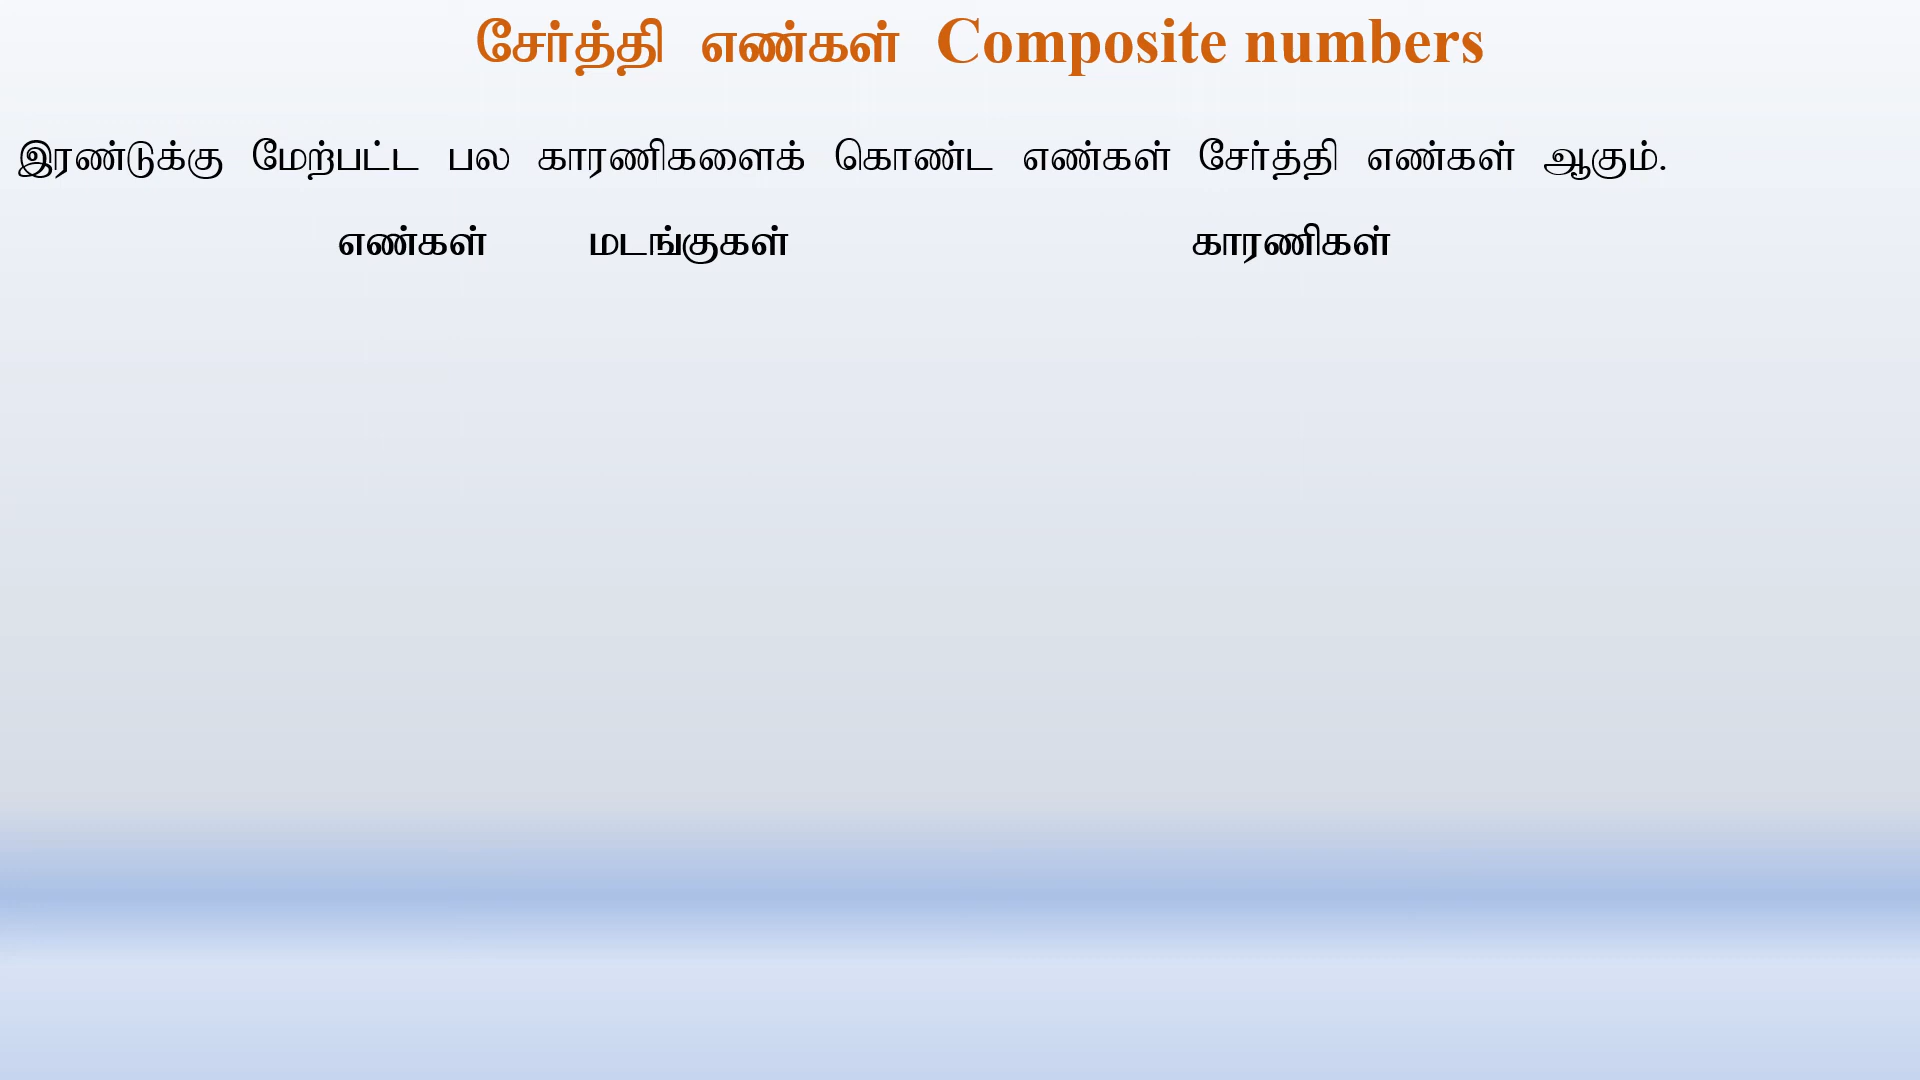 சேர்த்தி எண்கள் Composite numbers
இரண்டுக்கு மேற்பட்ட பல காரணிகளைக் கொண்ட எண்கள் சேர்த்தி எண்கள் ஆகும்.
எண்கள் மடங்குகள் காரணிகள்